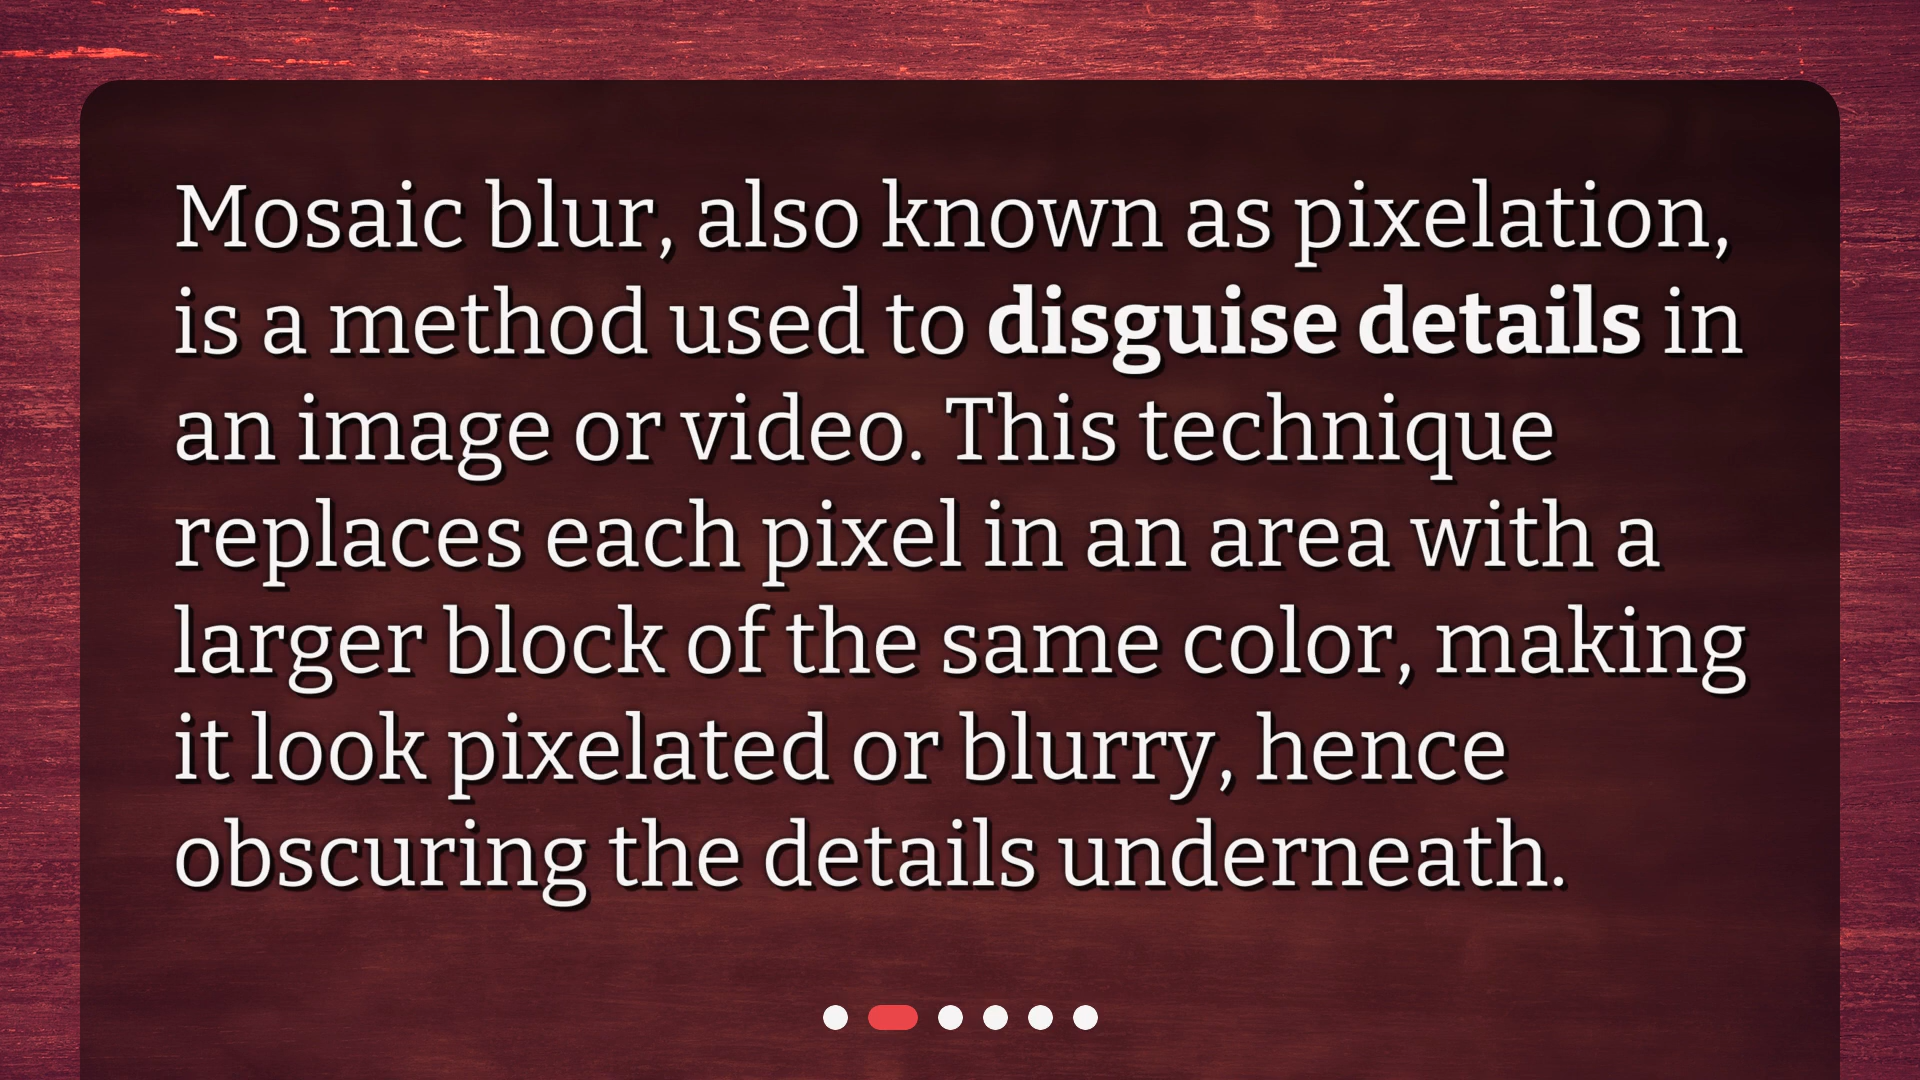 Mosaic blur, also known as pixelation,
is a method used to disguise details in
an image or video. This technique
replaces each pixel in an area with a
larger block of the same color, making
it look pixelated or blurry, hence
obscuring the details underneath.